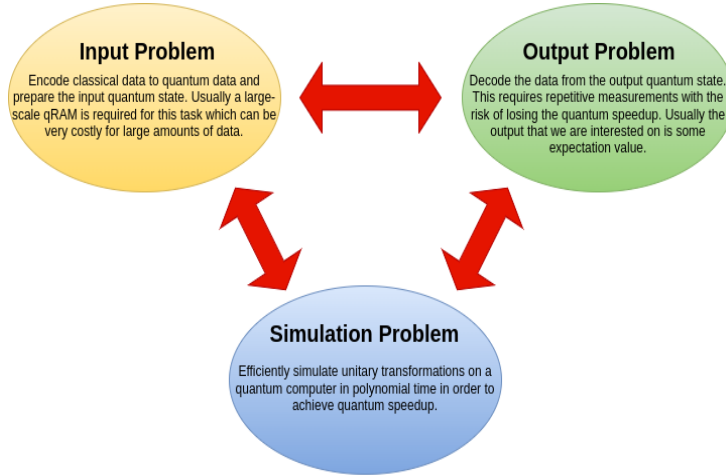 Input Problem
Encode classical data to quantum data and
prepare the input quantum state. Usually a large-
scale qRAM is required for this task which can be
very costly for large amounts of data.
Output Problem
Decode the data from the output quantum state.
This requires repetitive measurements with the
risk of losing the quantum speedup. Usually the
output that we are interested on is some
expectation value.
Simulation Problem
Efficiently simulate unitary transformations on a
quantum computer in polynomial time in order to
achieve quantum speedup.